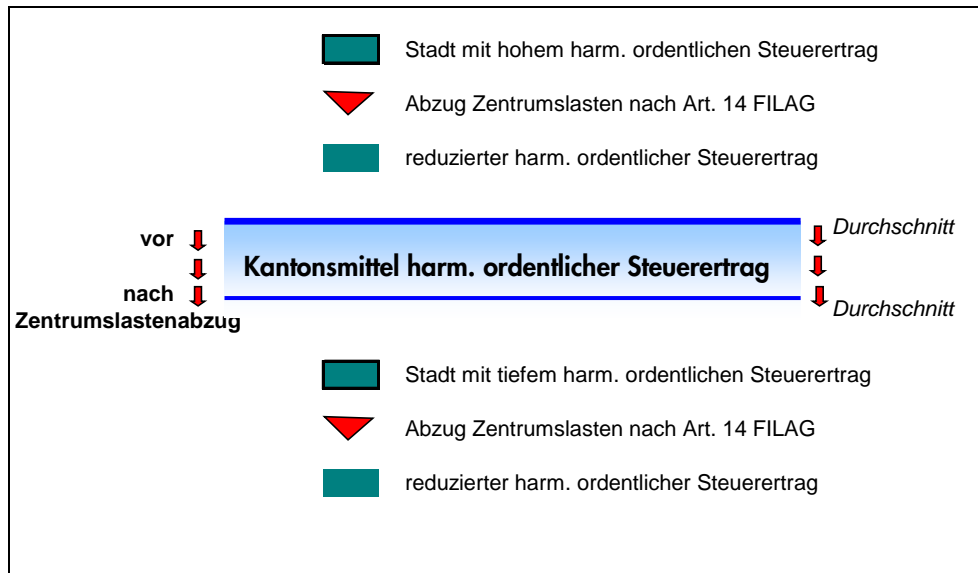 Stadt mit hohem harm. ordentlichen Steuerertrag
Abzug Zentrumslasten nach Art. 14 FILAG
reduzierter harm. ordentlicher Steuerertrag
vor
Durchschnitt
Kantonsmittel harm. ordentlicher Steuerertrag
nach
Zentrumslastenabzug
Durchschnitt
Stadt mit tiefem harm. ordentlichen Steuerertrag
Abzug Zentrumslasten nach Art. 14 FILAG
reduzierter harm. ordentlicher Steuerertrag